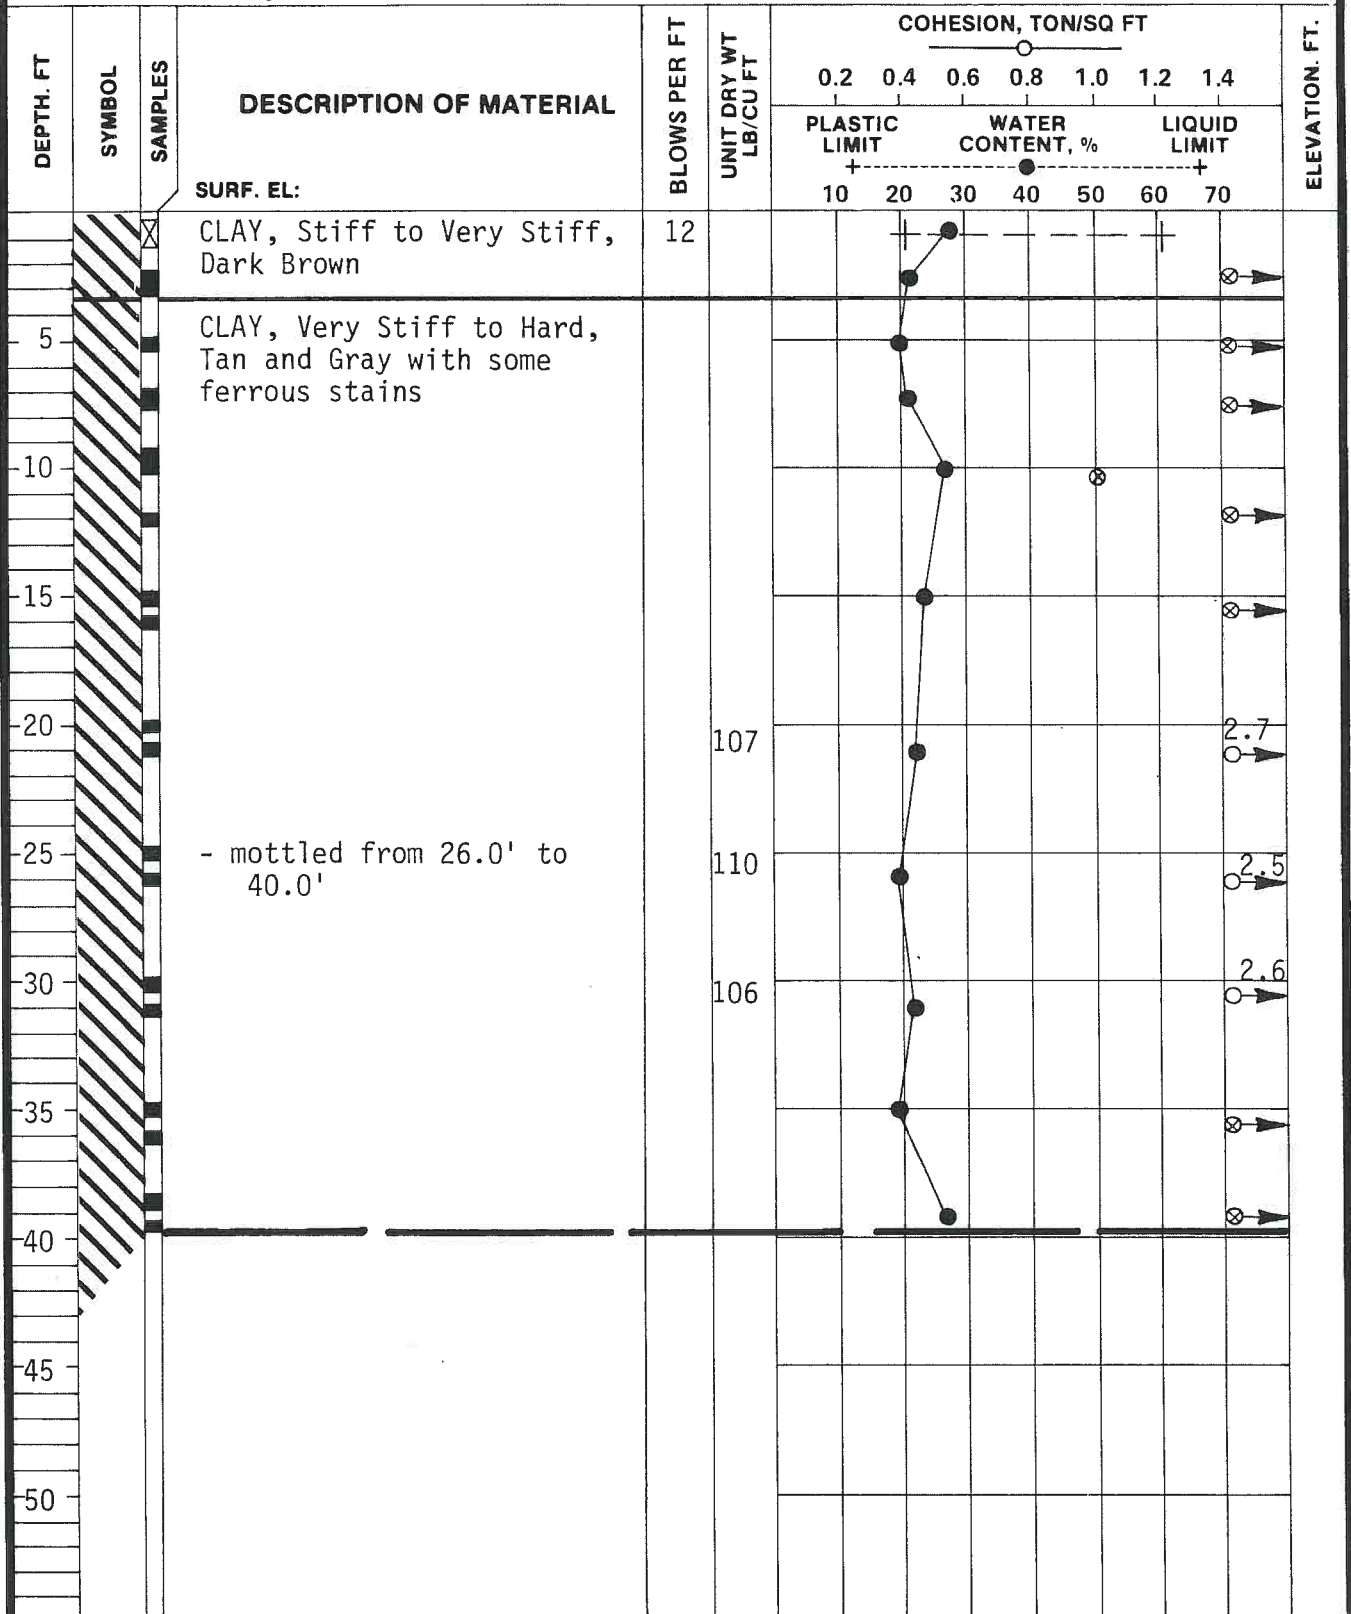 DEPTH. FT
SYMBOL
SAMPLES
DESCRIPTION OF MATERIAL
SURF. EL:
BLOWS PER FT
UNIT DRY WT
LB/CU FT
COHESION, TON/SQ FT
0.2 0.4 0.6 0.8 1.0 1.2 1.4
PLASTIC WATER LIQUID
LIMIT CONTENT, % LIMIT
10 20 30 40 50 60 70
ELEVATION. FT.
CLAY, Stiff to Very Stiff, 12
Dark Brown
CLAY, Very Stiff to Hard,
5
Tan and Gray with some
ferrous stains
10
15
20
107 2.7
25 - mottled from 26.0' to 110 2.5
40.0'
30 106 2.6
35
40
45
50